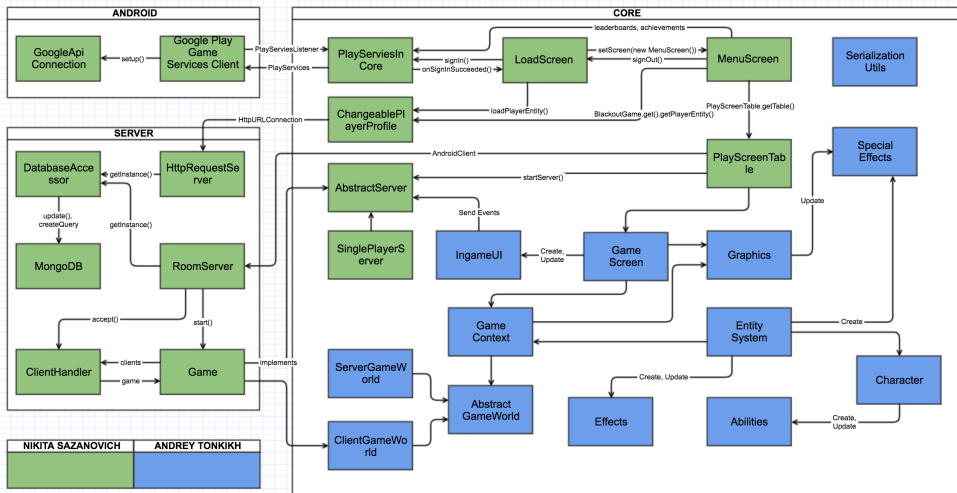 ANDROID
CORE
GoogleApi
Connection
setup()
Google Play
Game
Services Client
PlayServiesListener
PlayServices
PlayServiesIn
Core
leaderboards, achievements
signIn()
onSignInSucceeded()
LoadScreen
setScreen(new MenuScreen())
signOut()
MenuScreen
Serialization
Utils
loadPlayerEntity()
BlackoutGame.get().getPlayerEntity()
PlayScreenTable.getTable()
HttpURLConnection
ChangeableP
layerProfile
SERVER
DatabaseAcce
ssor
getInstance()
HttpRequestSe
rver
AndroidClient
PlayScreenTab
le
Special
Effects
startServer()
AbstractServer
update(),
createQuery
getInstance()
Send Events
Update
MongoDB
RoomServer
SinglePlayerS
erver
IngameUI
Create,
Update
Game
Screen
Graphics
accept()
start()
Game
Context
Entity
System
Create
ClientHandler
clients
game
Game
implements
ServerGameW
orld
Abstract
GameWorld
Create, Update
Character
Effects
Abilities
Create,
Update
ClientGameWo
rld
NIKITA SAZANOVICH
ANDREY TONKIKH